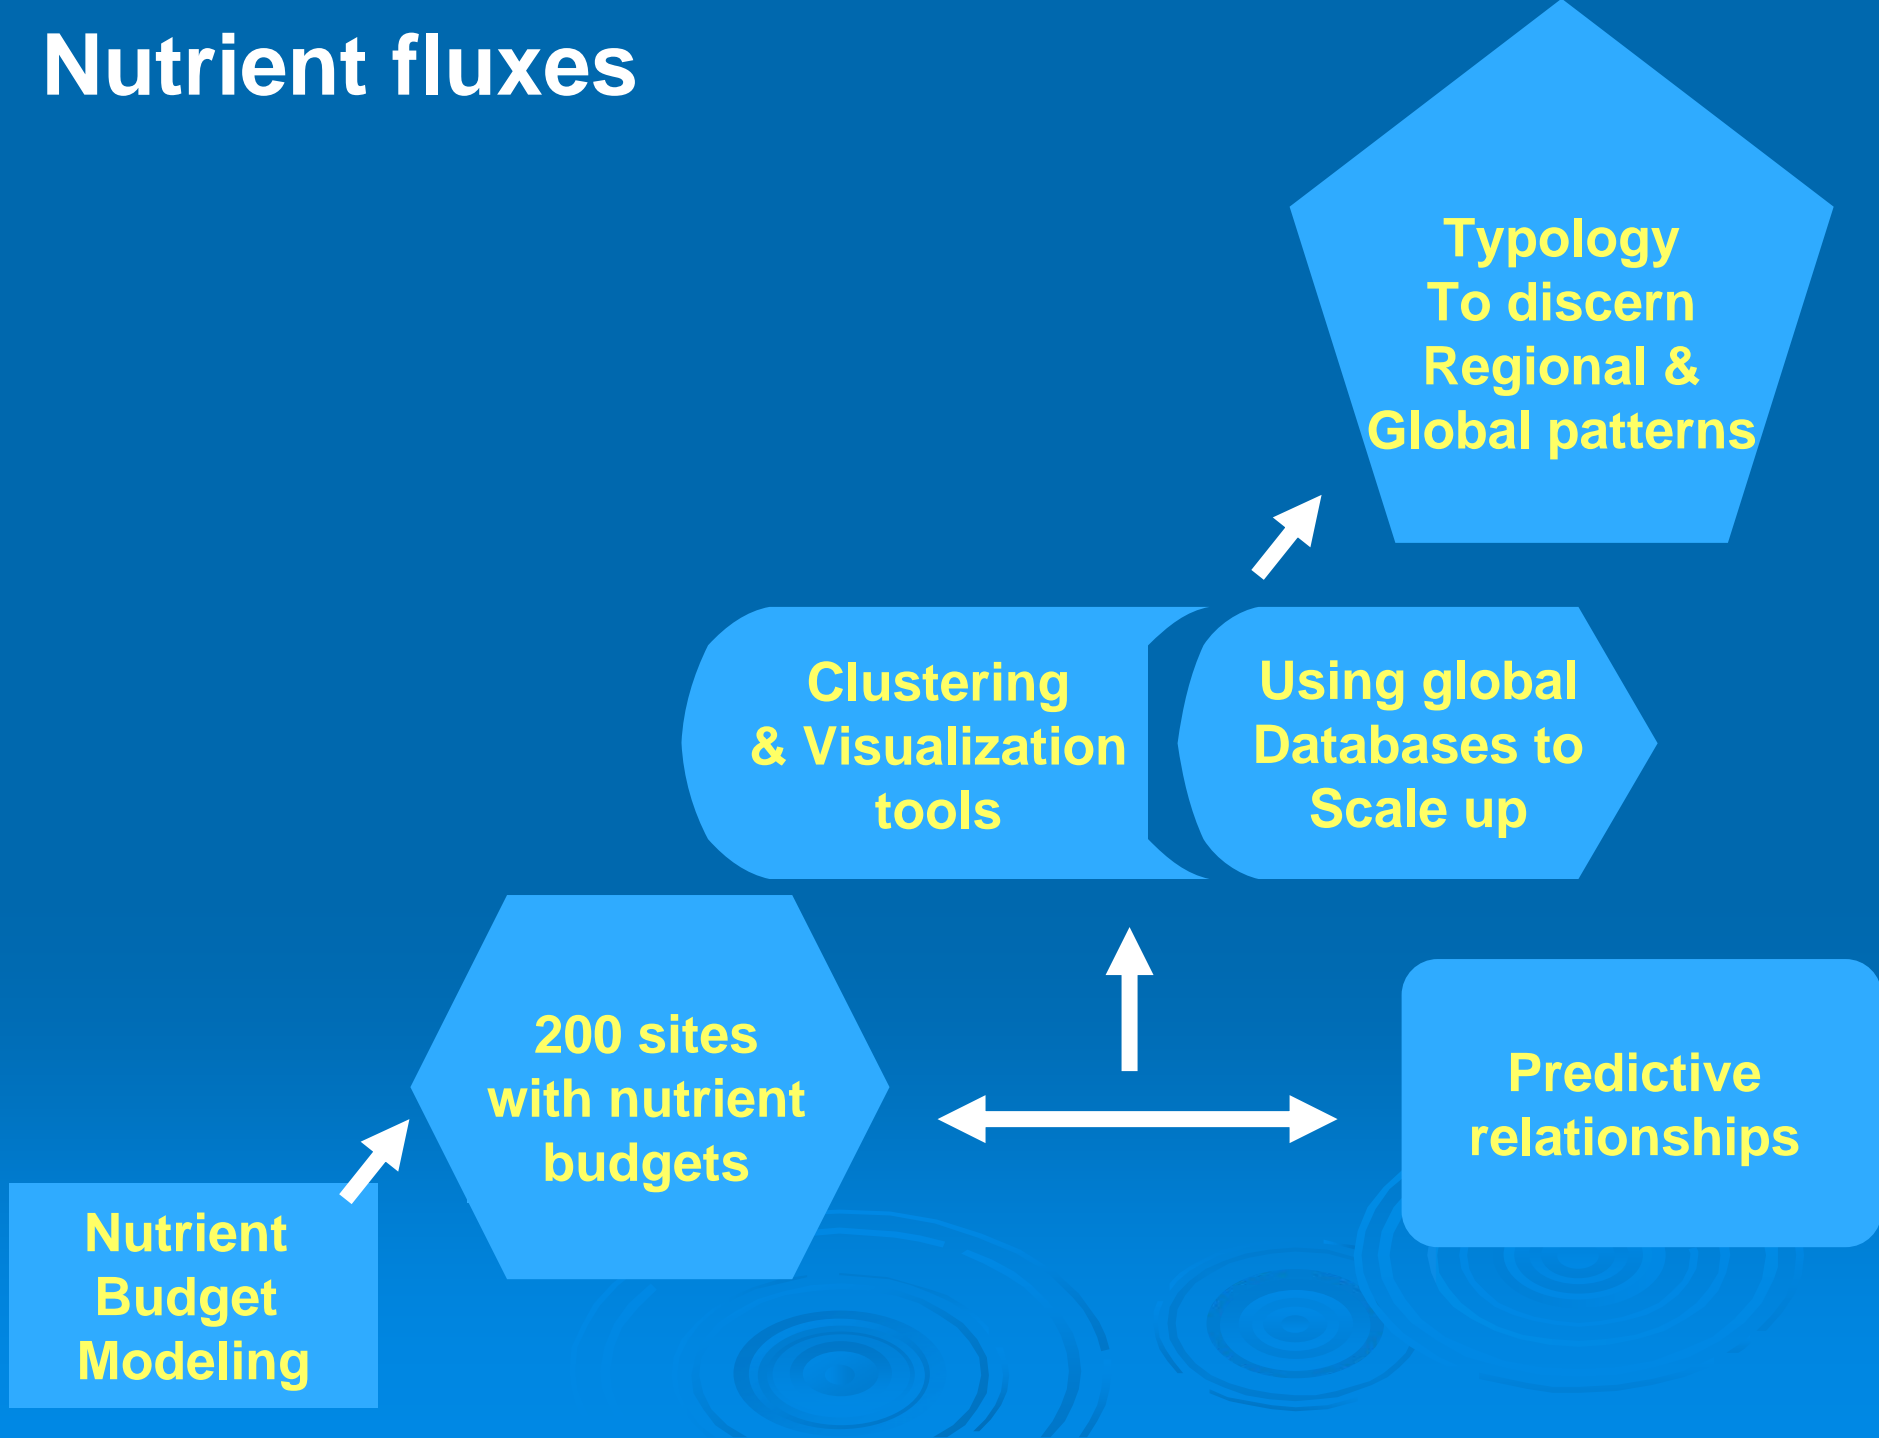 Nutrient fluxes
Typology
To discern
Regional &
Global patterns
Clustering
& Visualization
tools
Using global
Databases to
Scale up
200 sites
with nutrient
budgets
Predictive
relationships
Nutrient
Budget
Modeling